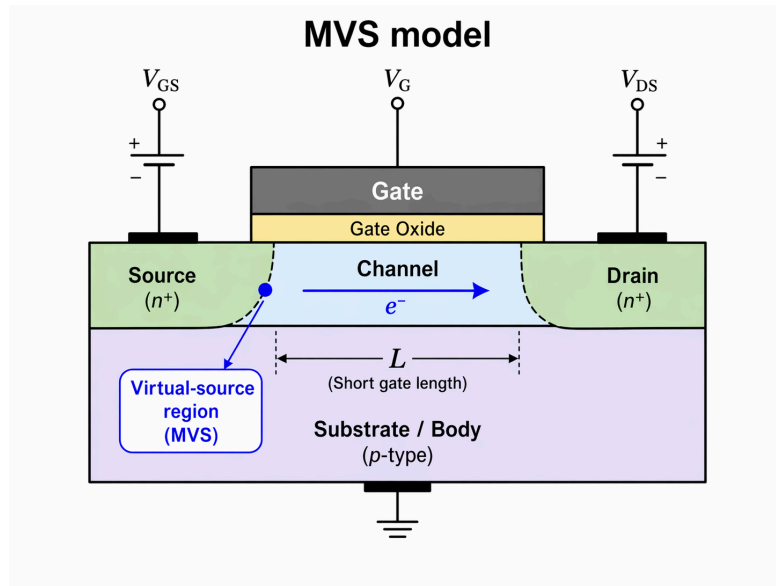 MVS model
V_GS
V_G
V_DS
+
−
+
−
Gate
Gate Oxide
Source
(n⁺)
Channel
e⁻
Drain
(n⁺)
L
(Short gate length)
Virtual-source
region
(MVS)
Substrate / Body
(p-type)